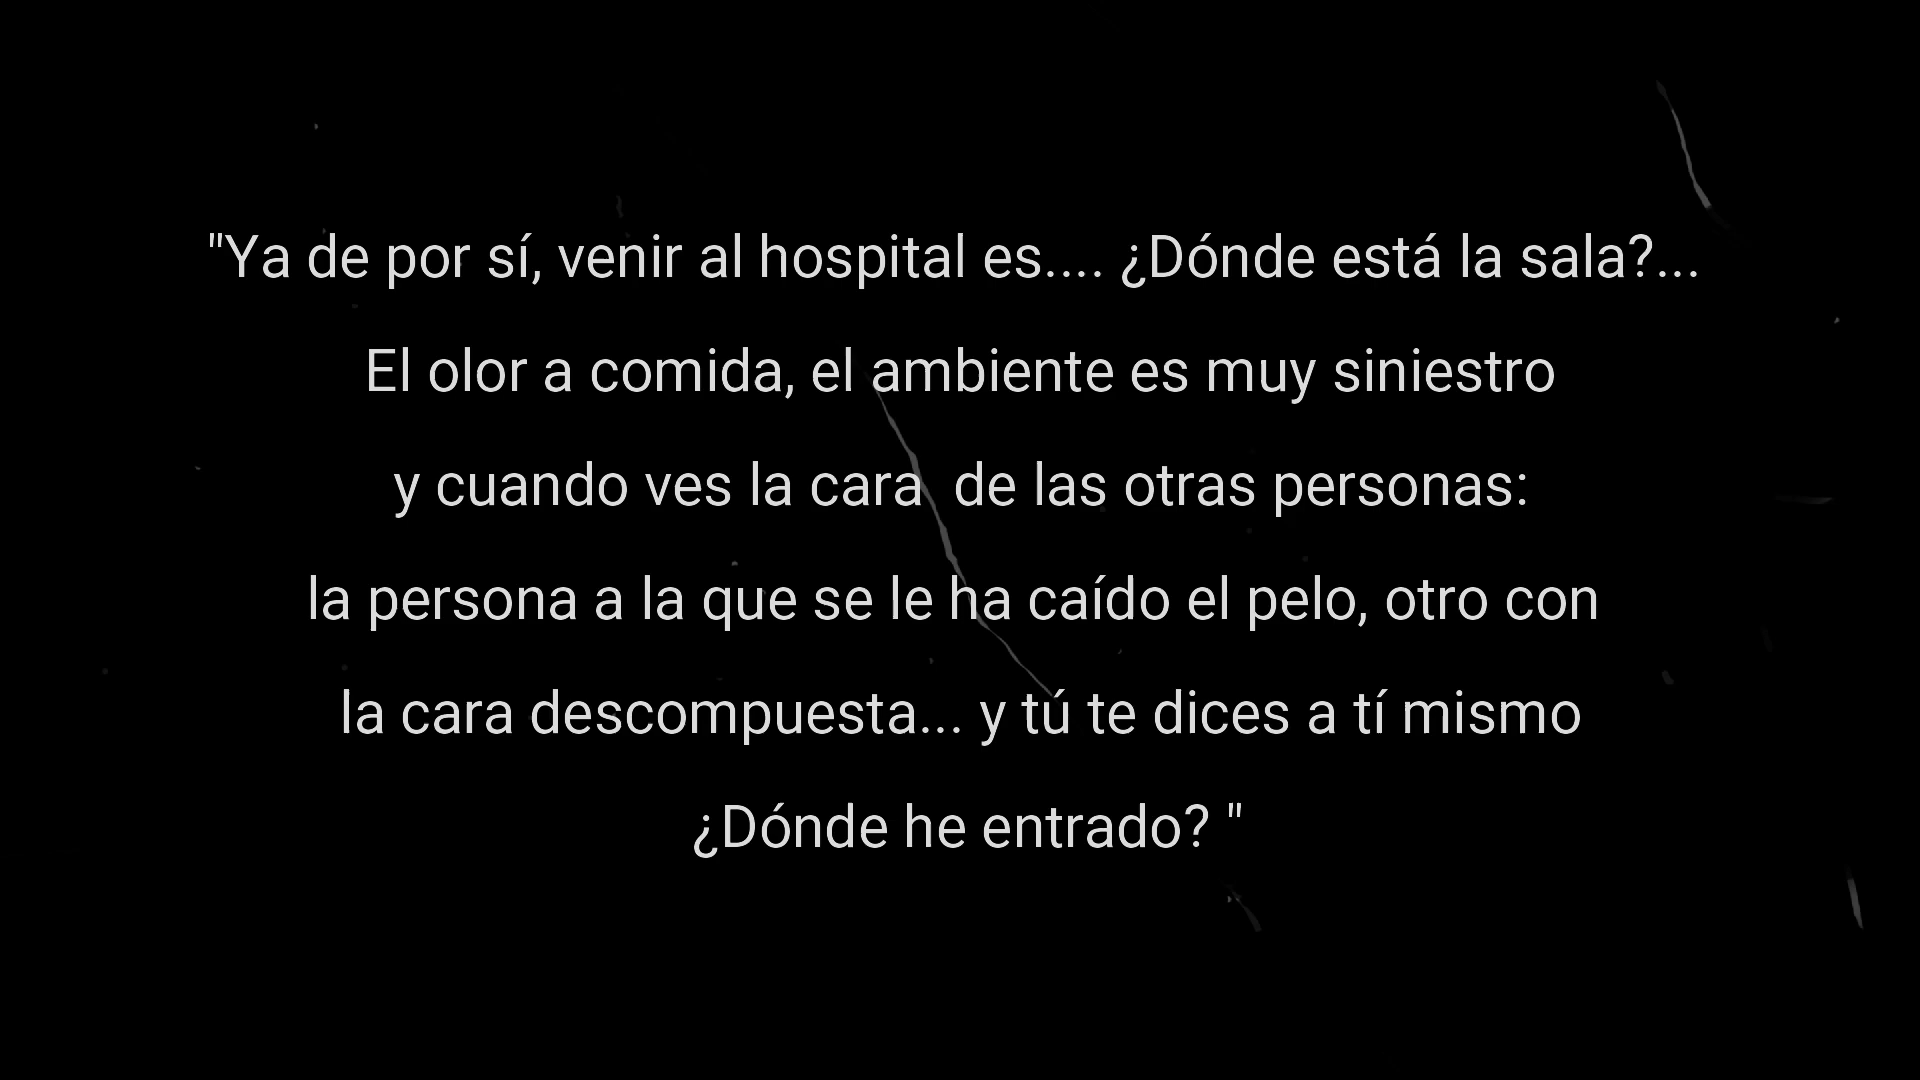 "Ya de por sí, venir al hospital es.... ¿Dónde está la sala?...
El olor a comida, el ambiente es muy siniestro
y cuando ves la cara  de las otras personas:
la persona a la que se le ha caído el pelo, otro con
la cara descompuesta... y tú te dices a tí mismo
¿Dónde he entrado? "